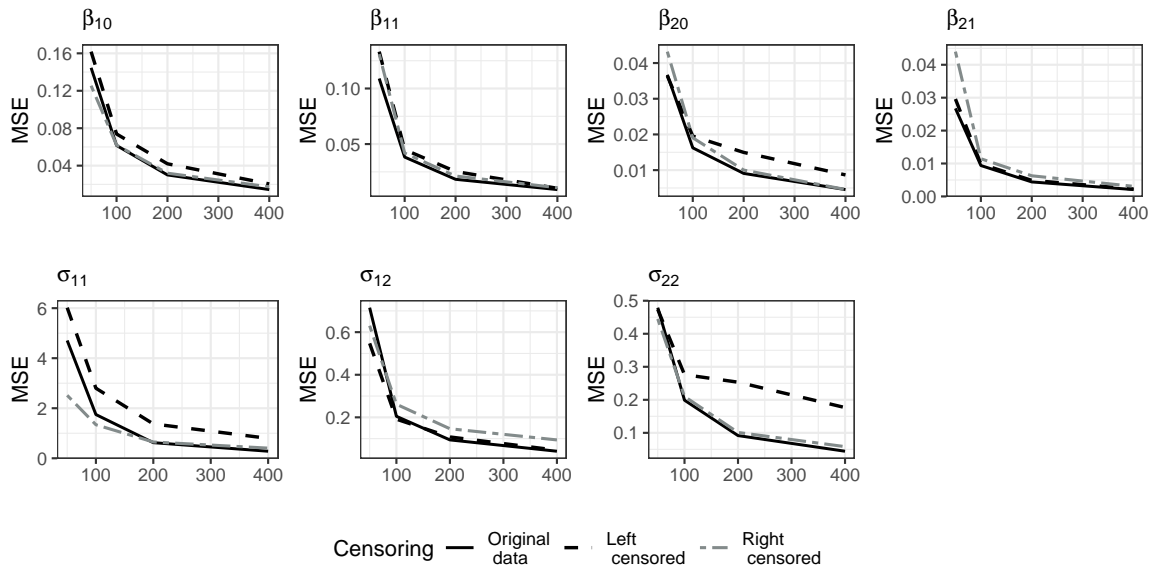 β10 β11 β20 β21
MSE 0.16 0.12 0.08 0.04
100 200 300 400
MSE 0.10 0.05
100 200 300 400
MSE 0.04 0.03 0.02 0.01
100 200 300 400
MSE 0.04 0.03 0.02 0.01 0.00
100 200 300 400
σ11 σ12 σ22
MSE 6 4 2 0
100 200 300 400
MSE 0.6 0.4 0.2
100 200 300 400
MSE 0.5 0.4 0.3 0.2 0.1
100 200 300 400
Censoring Original data Left censored Right censored